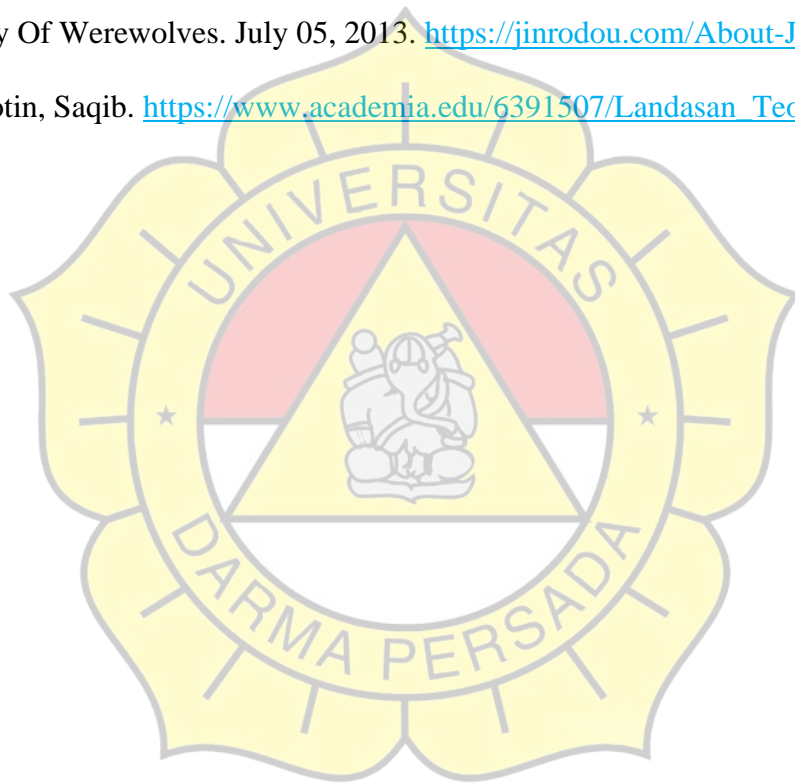 y Of Werewolves. July 05, 2013. https://jinrodou.com/About-J
otin, Saqib. https://www.academia.edu/6391507/Landasan_Teo
UNIVERSITAS
DARMA PERSADA